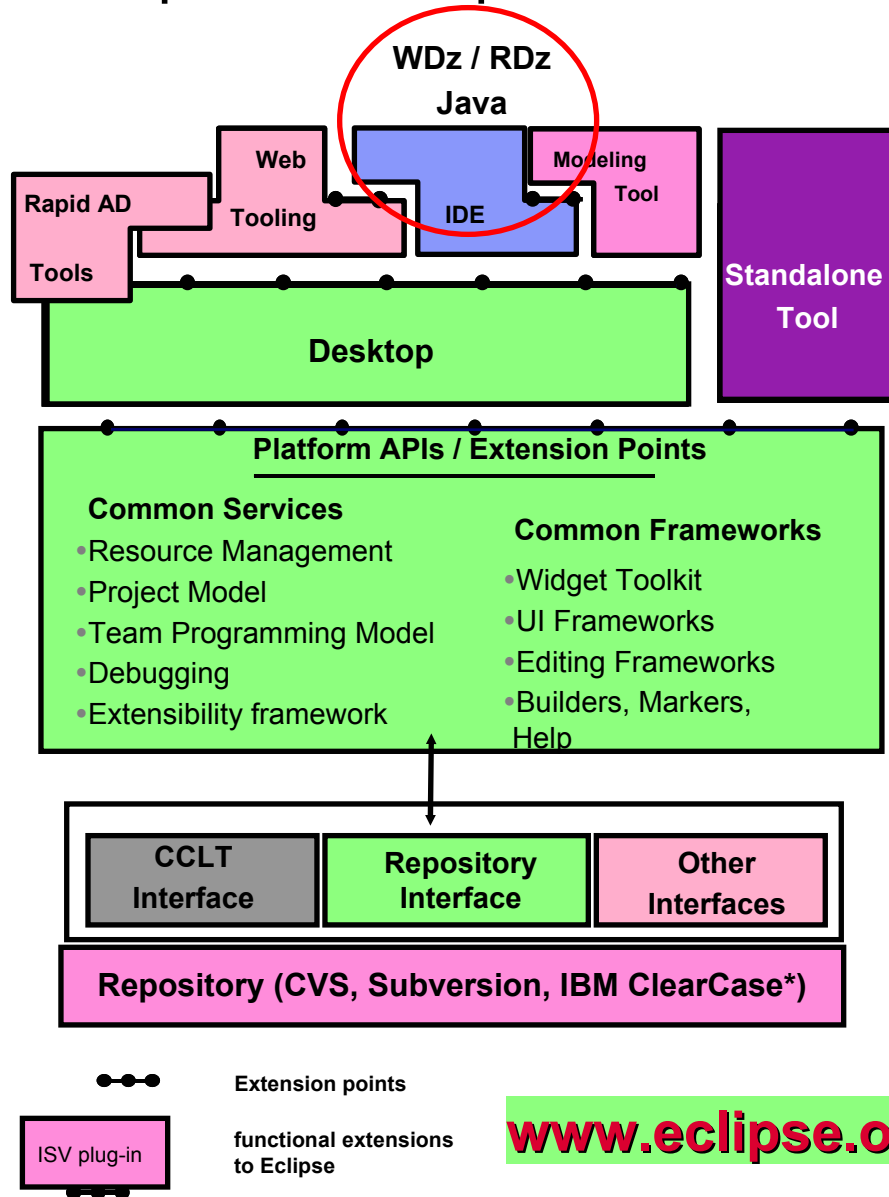 WDz / RDz
Java
Web
Tooling
Rapid AD
Tools
IDE
Modeling
Tool
Standalone
Tool
Desktop
Platform APIs / Extension Points
Common Services
•Resource Management
•Project Model
•Team Programming Model
•Debugging
•Extensibility framework
Common Frameworks
•Widget Toolkit
•UI Frameworks
•Editing Frameworks
•Builders, Markers,
Help
CCLT
Interface
Repository
Interface
Other
Interfaces
Repository (CVS, Subversion, IBM ClearCase*)
Extension points
ISV plug-in
functional extensions
to Eclipse
www.eclipse.o